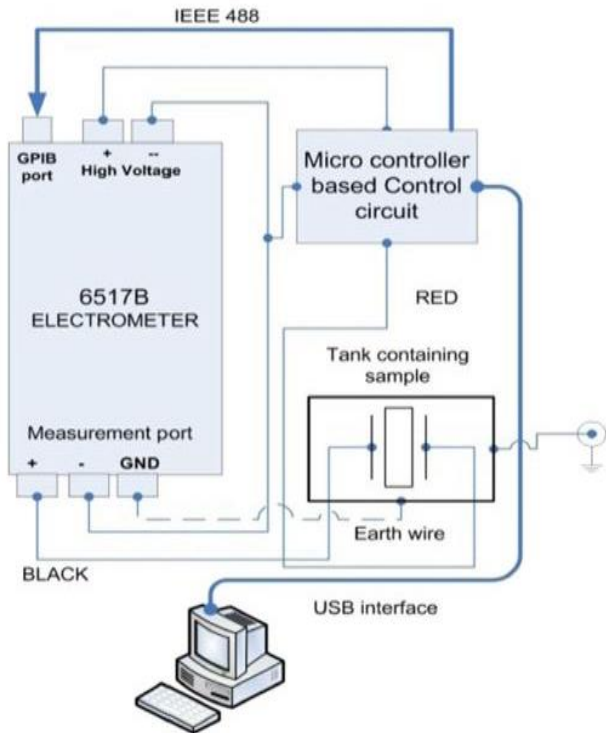 IEEE 488
+
--
GPIB
port
High Voltage
Micro controller
based Control
circuit
6517B
ELECTROMETER
RED
Tank containing
sample
Measurement port
+
-
GND
Earth wire
BLACK
USB interface